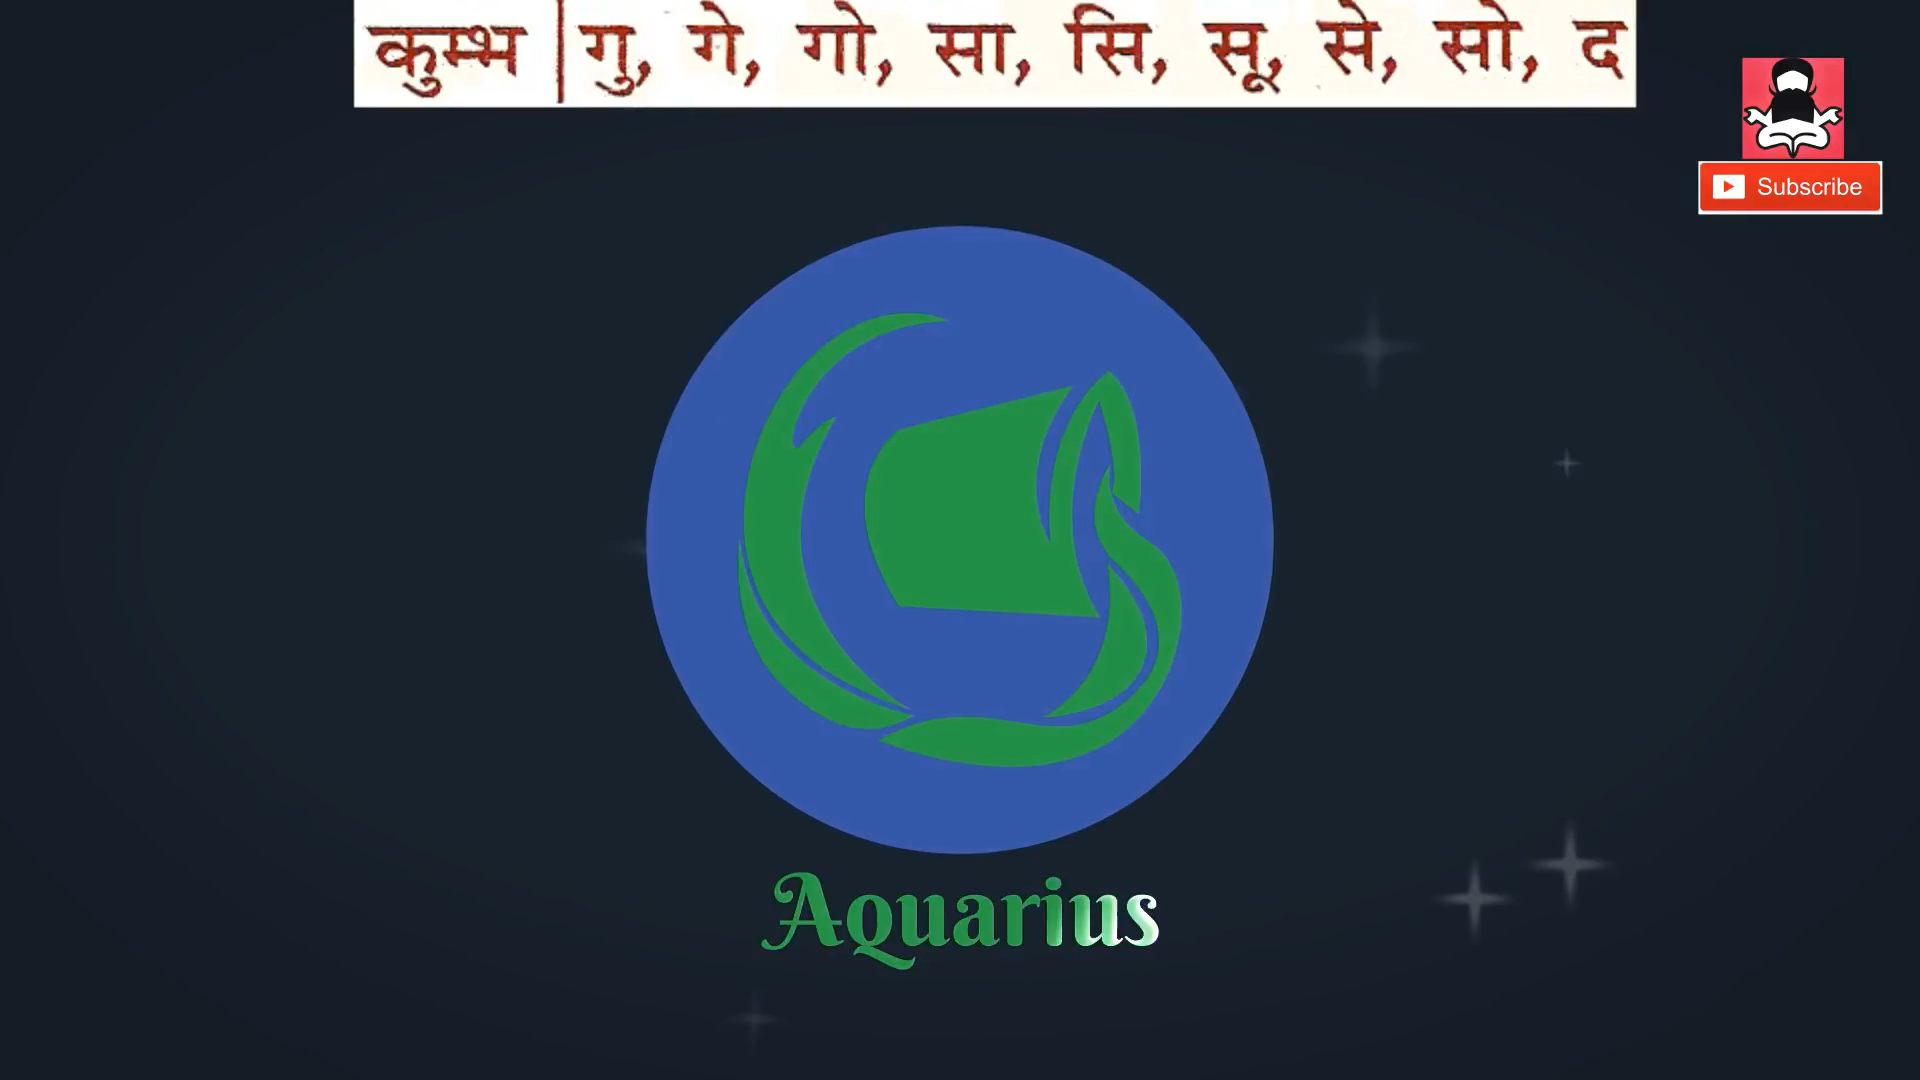 कुम्भ | गु, गे, गो, सा, सि, सू, से, सो, द
Subscribe
Aquarius